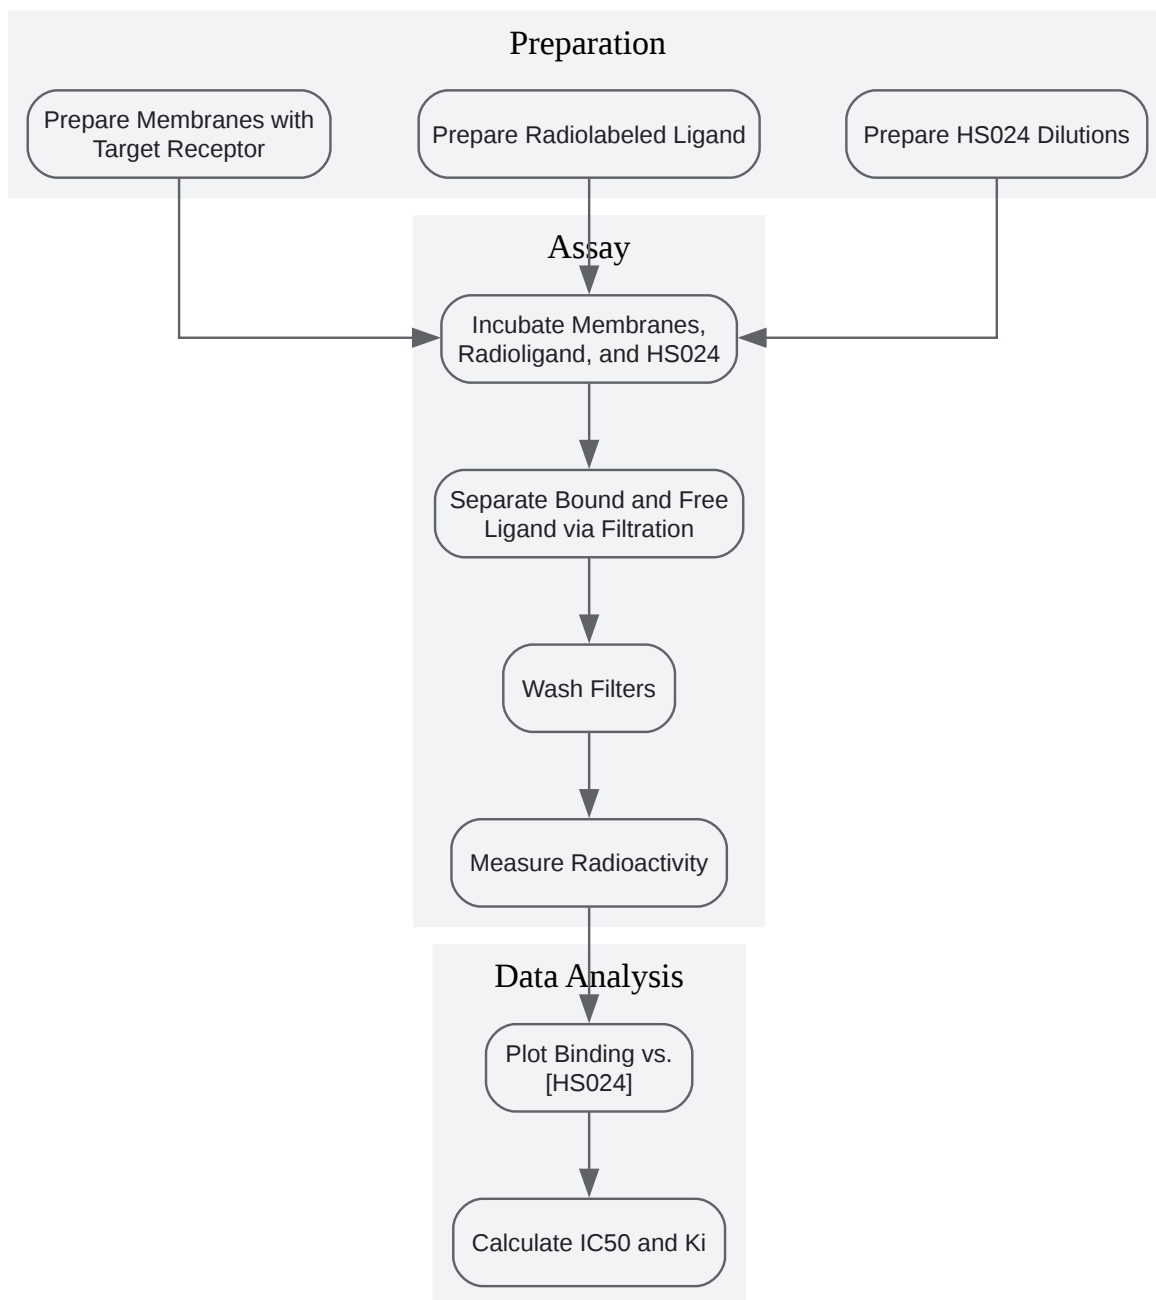 Preparation
Prepare Membranes with
Target Receptor
Prepare Radiolabeled Ligand
Prepare HS024 Dilutions
Assay
Incubate Membranes,
Radioligand, and HS024
Separate Bound and Free
Ligand via Filtration
Wash Filters
Measure Radioactivity
Data Analysis
Plot Binding vs.
[HS024]
Calculate IC50 and Ki